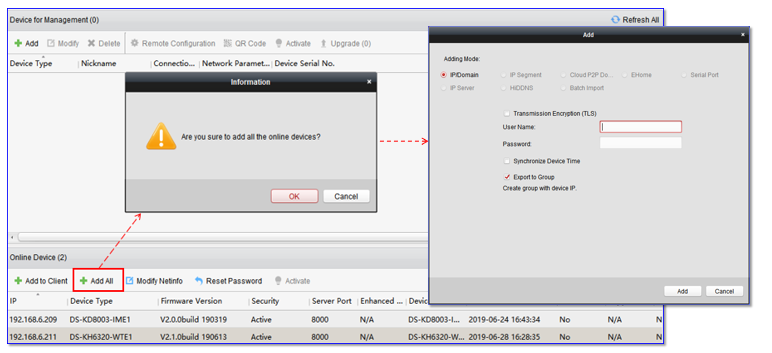 Device for Management (0)
Refresh All
Add Modify Delete Remote Configuration QR Code Activate Upgrade (0)
Device Type Nickname Connectio... Network Paramet... Device Serial No.
Information
×
Are you sure to add all the online devices?
OK Cancel
Add
×
Adding Mode:
IP/Domain IP Segment Cloud P2P Do... EHome Serial Port
IP Server HiDDNS Batch Import
Transmission Encryption (TLS)
User Name:
Password:
Synchronize Device Time
Export to Group
Create group with device IP.
Add Cancel
Online Device (2)
Add to Client Add All Modify Netinfo Reset Password Activate
IP Device Type Firmware Version Security Server Port Enhanced ... Devic
192.168.6.209 DS-KD8003-IME1 V2.0.0build 190319 Active 8000 N/A DS-KD8003-I... 2019-06-24 16:43:34 No N/A N
192.168.6.211 DS-KH6320-WTE1 V2.1.0build 190613 Active 8000 N/A DS-KH6320-W... 2019-06-28 16:28:35 No N/A N